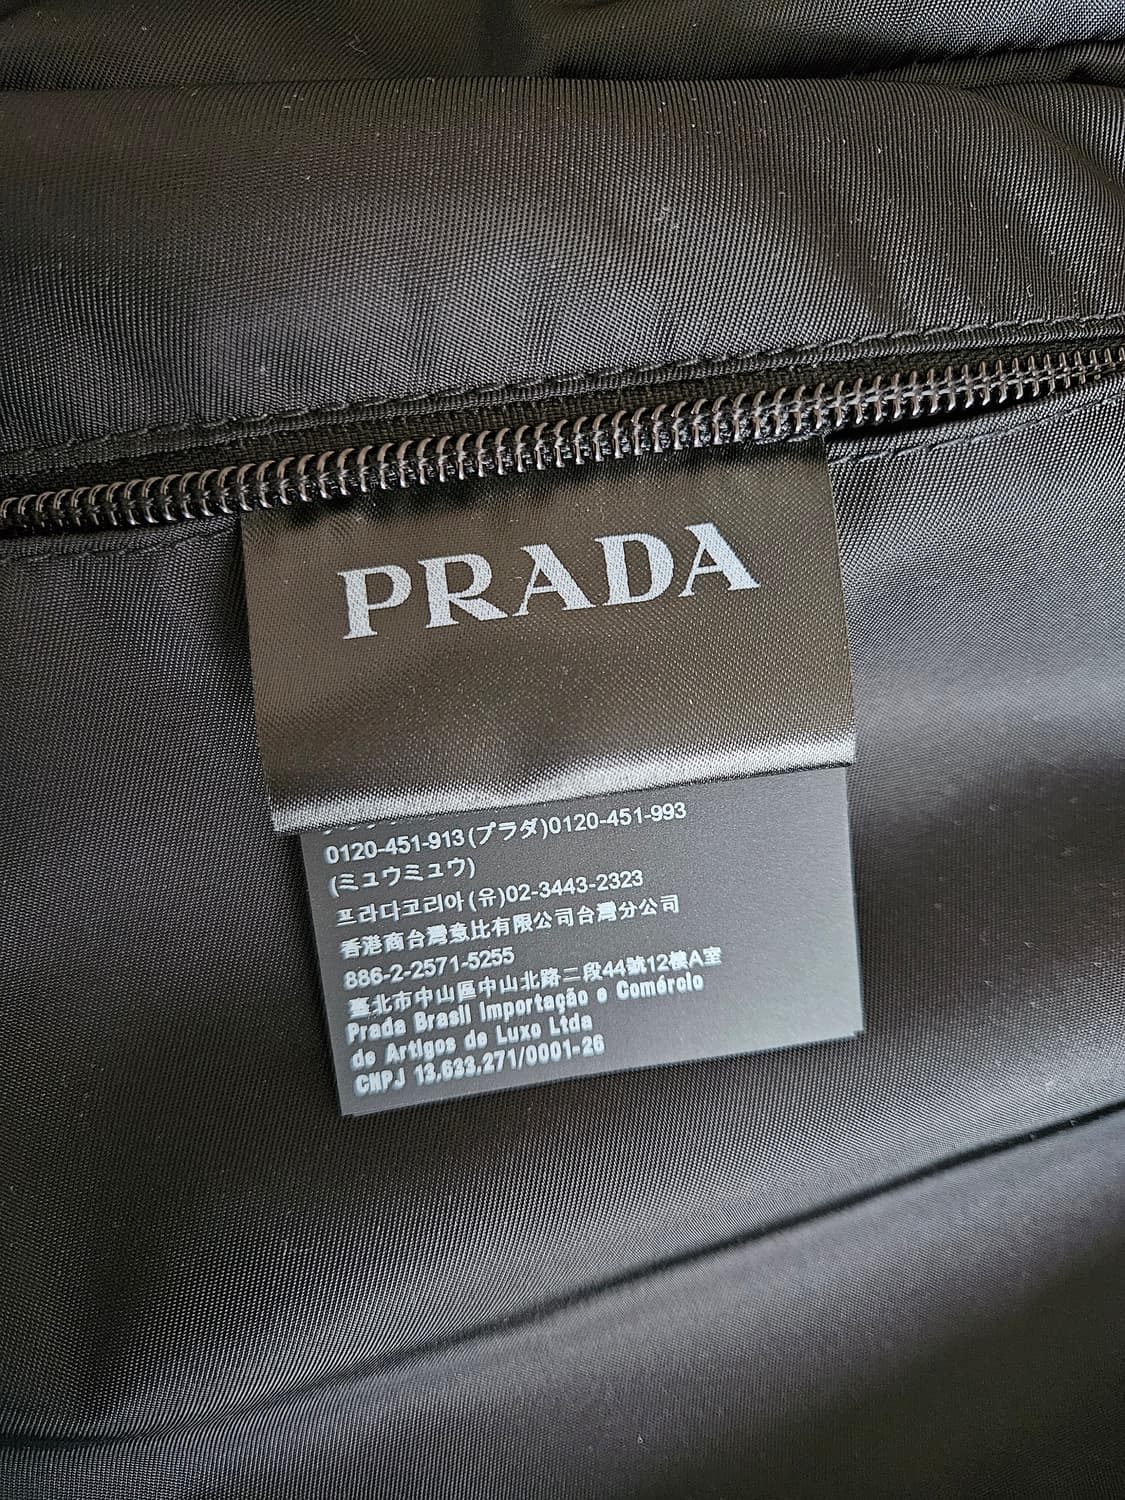 PRADA
0120-451-913(プラダ)0120-451-993
(ミュウミュウ)
프라다코리아(유)02-3443-2323
香港商台灣意比有限公司台灣分公司
886-2-2571-5255
臺北市中山區中山北路二段44號12樓A室
Prada Brasil Importação e Comércio
de Artigos de Luxo Ltda
CNPJ 13.633.271/0001-26